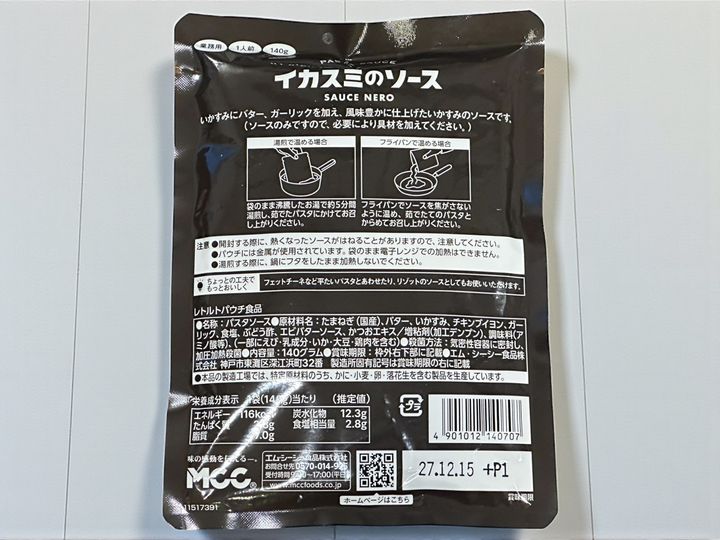 業務用 1人前 140g
イカスミのソース
SAUCE NERO
いかすみにバター、ガーリックを加え、風味豊かに仕上げたいかすみのソースです。
(ソースのみですので、必要により具材を加えてください。)
湯煎で温める場合
袋のまま沸騰したお湯で約5分間
湯煎し、茹でたパスタにかけてお召
し上がりください。
フライパンで温める場合
フライパンでソースを焦がさない
ように温め、茹でたてのパスタと
からめてお召し上がりください。
注意 ●開封する際に、熱くなったソースがはねることがありますので、注意してください。
●パウチには金属が使用されています。袋のまま電子レンジでの加熱はできません。
●湯煎する際に、鍋にフタをしたまま加熱しないでください。
ちょっとの工夫で
もっとおいしく
フェットチーネなど平たいパスタとあわせたり、リゾットのソースとしてもお使いいただけます。
レトルトパウチ食品
●名称:パスタソース●原材料名:たまねぎ(国産)、バター、いかすみ、チキンブイヨン、ガー
リック、食塩、ぶどう酢、エビバターソース、かつおエキス/増粘剤(加工デンプン)、調味料(ア
ミノ酸等)、(一部にえび・乳成分・いか・大豆・鶏肉を含む)●殺菌方法:気密性容器に密封し、
加圧加熱殺菌●内容量:140グラム●賞味期限:枠外右下部に記載●エム・シーシー食品株
式会社 神戸市東灘区深江浜町32番 製造所固有記号は賞味期限の右に記載
●本品の製造工場では、特定原材料のうち、かに・小麦・卵・落花生を含む製品を生産しています。
栄養成分表示 1袋(140g)当たり (推定値)
エネルギー 116kcal 炭水化物 12.3g
たんぱく質 食塩相当量 2.8g
脂質
プラ
4901012140707
味の感動を伝える―。
MCC®
エム・シーシー食品株式会社
お問合せ先
受付時間 (平日)
www.mccfoods.co.jp
ホームページはこちら
27.12.15 +P1
賞味期限
11517391